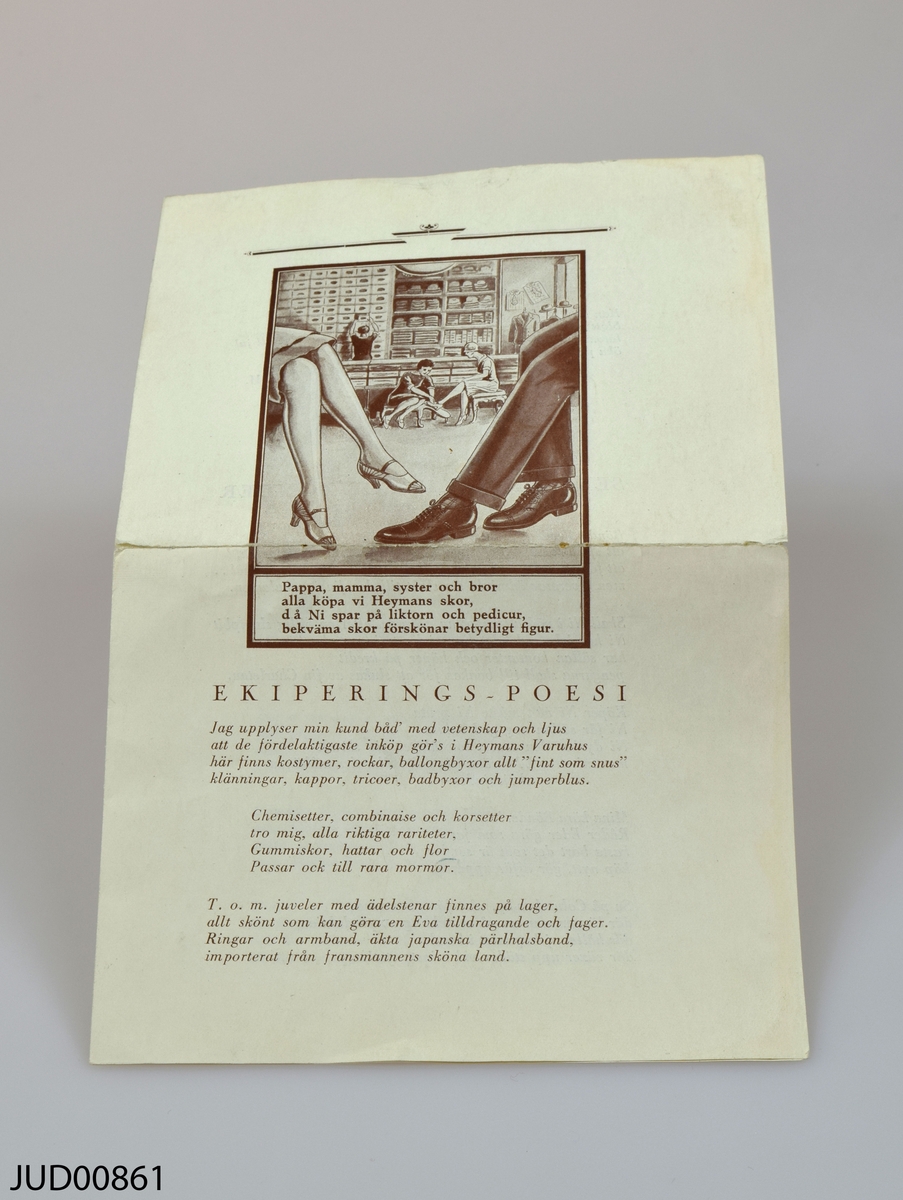 Pappa, mamma, syster och bror
alla köpa vi Heymans skor,
då Ni spar på liktorn och pedicur,
bekväma skor förskönar betydligt figur.
EKIPERINGS-POESI
Jag upplyser min kund båd' med vetenskap och ljus
att de fördelaktigaste inköp gör's i Heymans Varuhus
här finns kostymer, rockar, ballongbyxor allt "fint som snus"
klänningar, kappor, tricoer, badbyxor och jumperblus.
Chemisetter, combinaise och korsetter
tro mig, alla riktiga rariteter,
Gummiskor, hattar och flor
Passar ock till rara mormor.
T. o. m. juveler med ädelstenar finnes på lager,
allt skönt som kan göra en Eva tilldragande och fager.
Ringar och armband, äkta japanska pärlhalsband,
importerat från fransmannens sköna land.
JUD00861